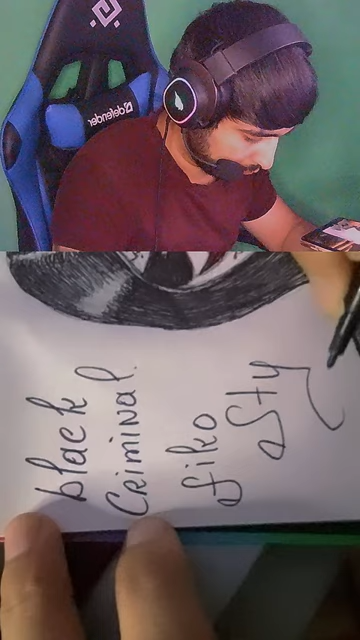 defender
black
Criminal.
fiko
Sty